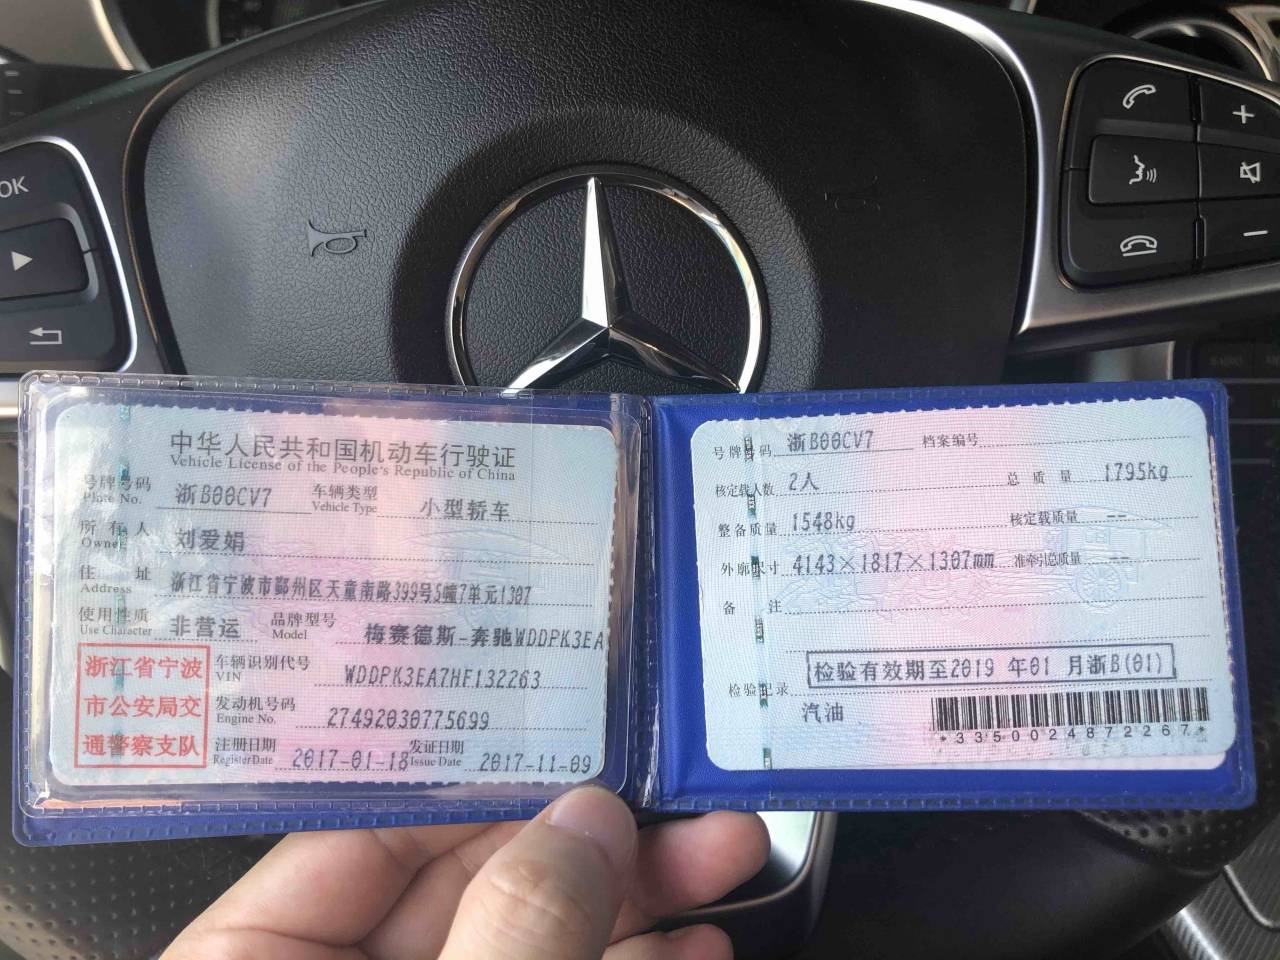 OK
中华人民共和国机动车行驶证
Vehicle License of the People's Republic of China
号牌号码 浙B00CV7 车辆类型 小型轿车
Plate No. Vehicle Type
所有人 刘爱娟
Owner
住址 浙江省宁波市鄞州区天童南路399号5幢7单元1307
Address
使用性质 非营运 品牌型号 梅赛德斯-奔驰WDDPK3EA
Use Character Model
浙江省宁波市公安局交通警察支队
车辆识别代号 WDDPK3EA7HF132263
VIN
发动机号码 27492030775699
Engine No.
注册日期 2017-01-18 发证日期 2017-11-09
Register Date Issue Date
号牌号码 浙B00CV7 档案编号
核定载人数 2人 总质量 1795kg
整备质量 1548kg 核定载质量 --
外廓尺寸 4143×1817×1307mm 准牵引总质量 --
备注
检验记录 检验有效期至2019 年01 月浙B(01)
汽油
*3350024872267*